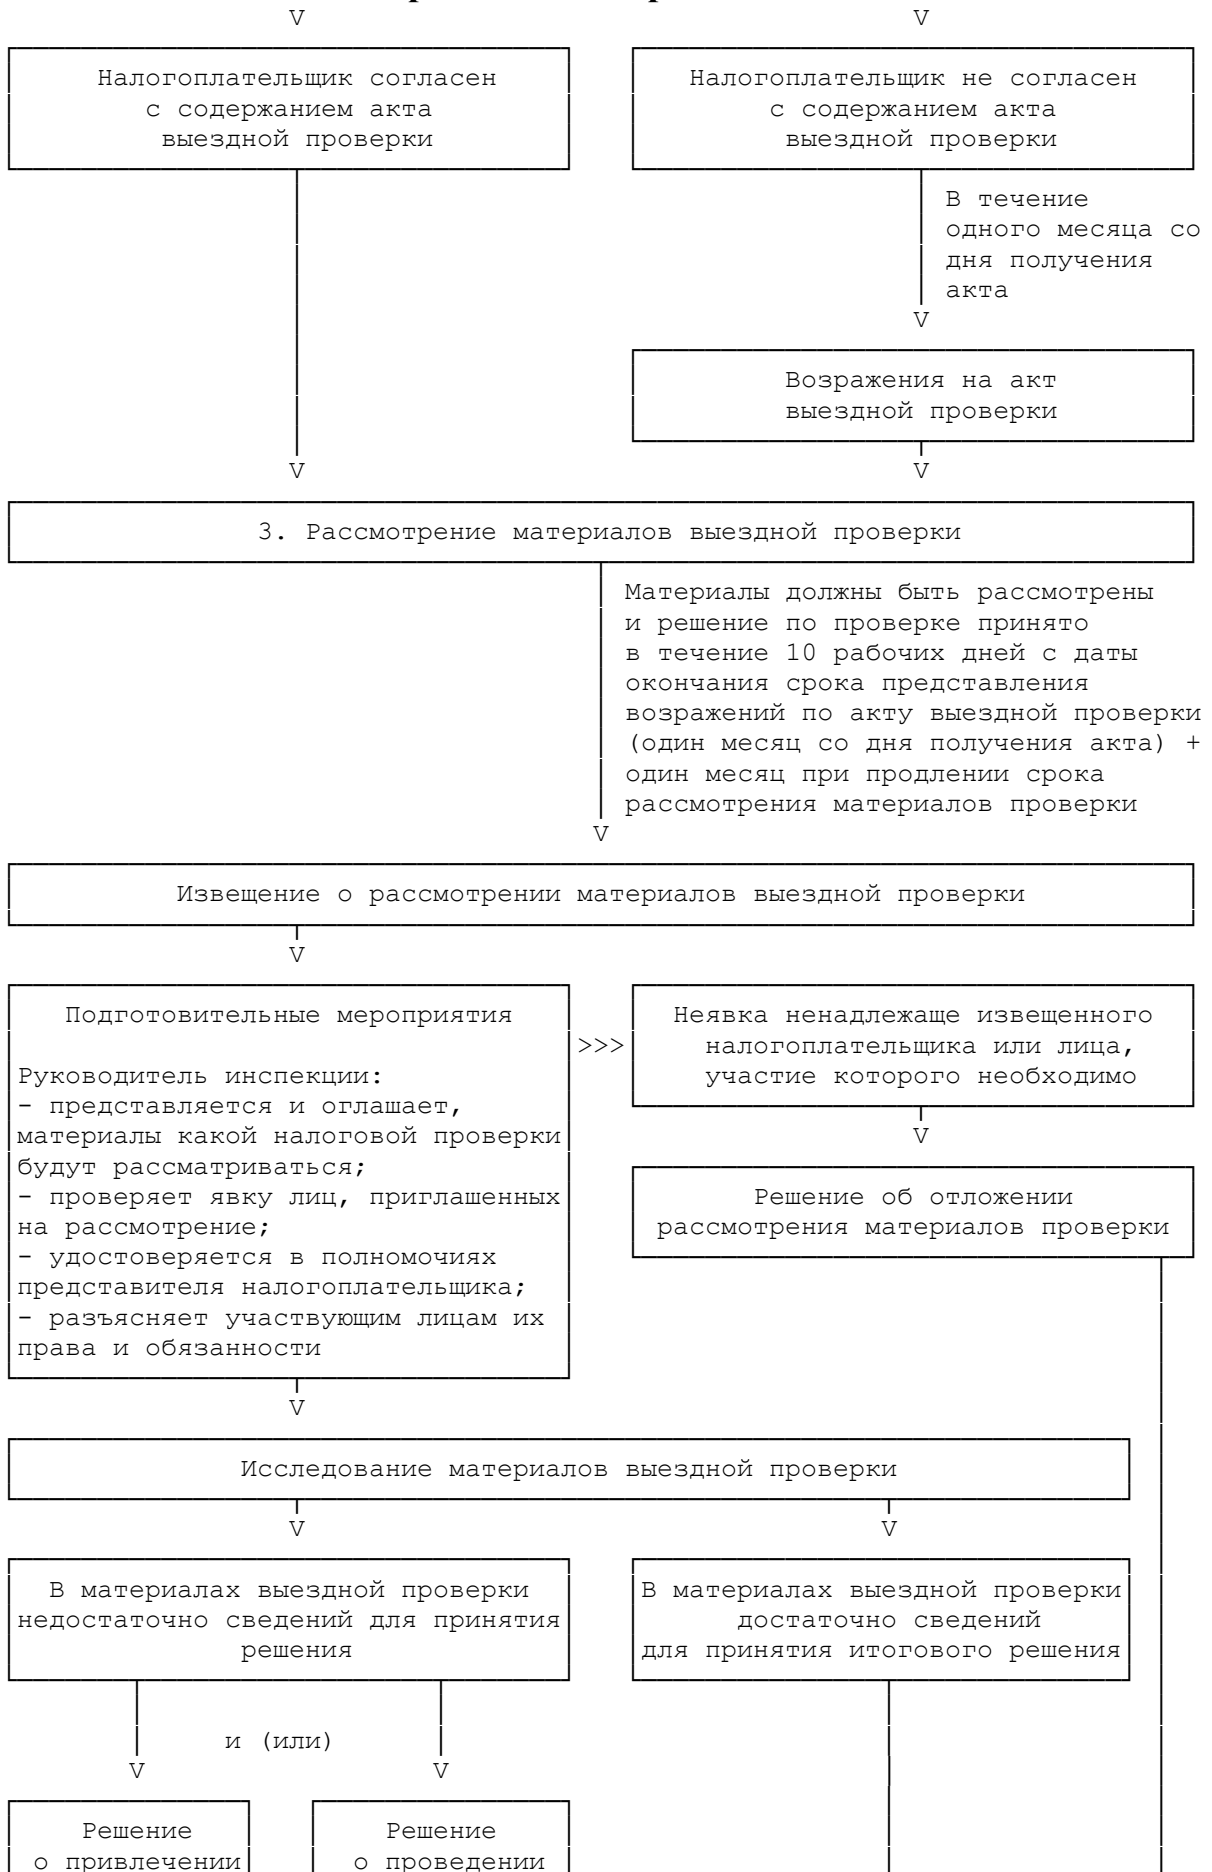 V
V
Налогоплательщик согласен
с содержанием акта
выездной проверки
Налогоплательщик не согласен
с содержанием акта
выездной проверки
В течение
одного месяца со
дня получения
акта
V
Возражения на акт
выездной проверки
V
V
3. Рассмотрение материалов выездной проверки
Материалы должны быть рассмотрены
и решение по проверке принято
в течение 10 рабочих дней с даты
окончания срока представления
возражений по акту выездной проверки
(один месяц со дня получения акта) +
один месяц при продлении срока
рассмотрения материалов проверки
V
Извещение о рассмотрении материалов выездной проверки
V
Подготовительные мероприятия
Руководитель инспекции:
- представляется и оглашает,
материалы какой налоговой проверки
будут рассматриваться;
- проверяет явку лиц, приглашенных
на рассмотрение;
- удостоверяется в полномочиях
представителя налогоплательщика;
- разъясняет участвующим лицам их
права и обязанности
>>>
Неявка ненадлежаще извещенного
налогоплательщика или лица,
участие которого необходимо
V
Решение об отложении
рассмотрения материалов проверки
V
Исследование материалов выездной проверки
V
V
В материалах выездной проверки
недостаточно сведений для принятия
решения
В материалах выездной проверки
достаточно сведений
для принятия итогового решения
и (или)
V
V
Решение
о привлечении
Решение
о проведении